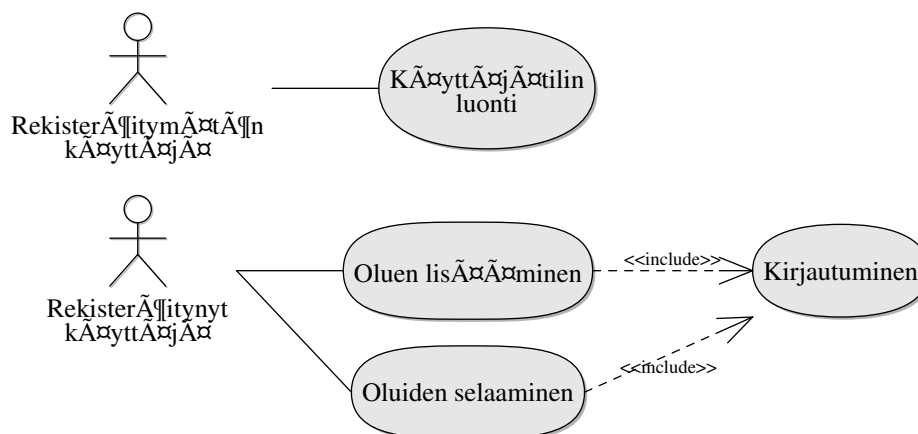 KÃ¤yttÃ¤jÃ¤tilin
luonti
RekisterÃ¶itymÃ¤tÃ¶n
kÃ¤yttÃ¤jÃ¤
Oluen lisÃ¤Ã¤minen
<<include>>
Kirjautuminen
RekisterÃ¶itynyt
kÃ¤yttÃ¤jÃ¤
Oluiden selaaminen
<<include>>